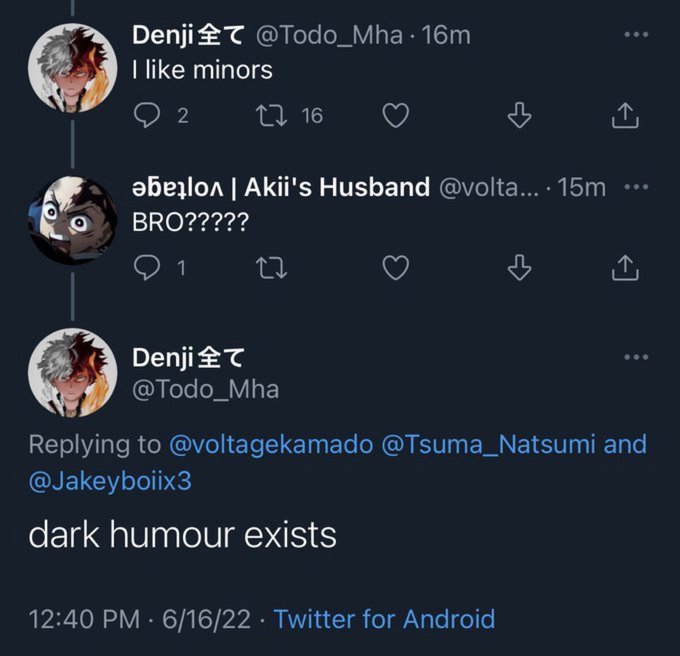 Denji全て @Todo_Mha · 16m
I like minors
2 16
ǝƃɐʇloʌ | Akii's Husband @volta... · 15m
BRO?????
1
Denji全て
@Todo_Mha
Replying to @voltagekamado @Tsuma_Natsumi and
@Jakeyboiix3
dark humour exists
12:40 PM · 6/16/22 · Twitter for Android